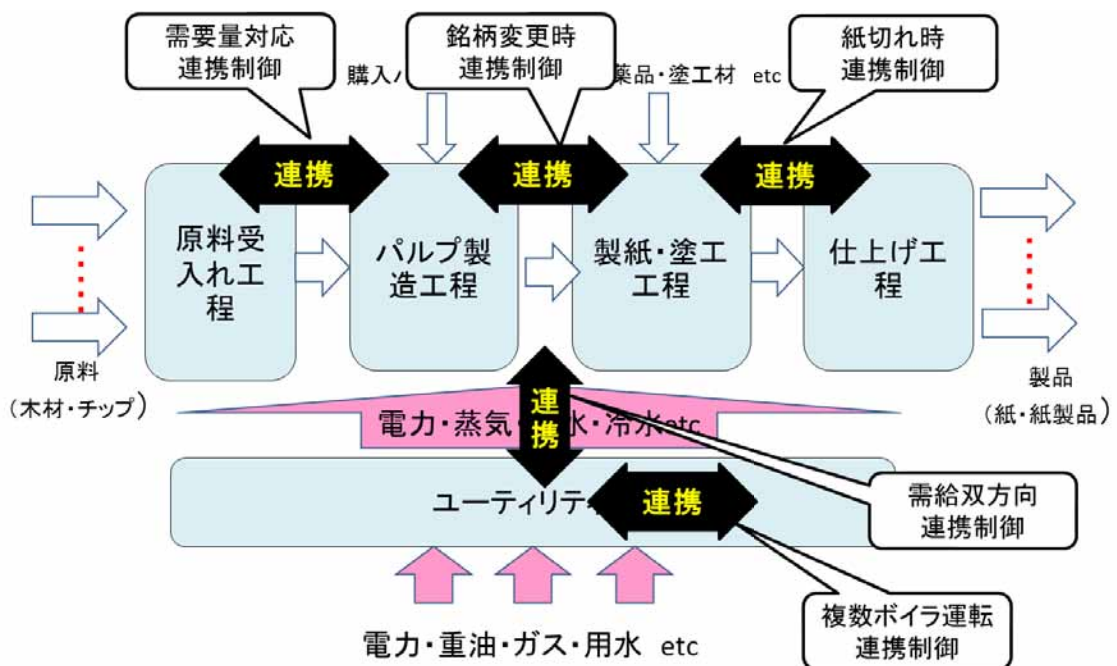 需要量対応
連携制御
銘柄変更時
連携制御
紙切れ時
連携制御
購入
薬品・塗工材 etc
連携
連携
連携
原料受
入れ工
程
パルプ製
造工程
製紙・塗工
工程
仕上げ工
程
原料
(木材・チップ)
製品
(紙・紙製品)
電力・蒸気・
水・冷水etc
連
携
ユーティリテ
連携
需給双方向
連携制御
複数ボイラ運転
連携制御
電力・重油・ガス・用水 etc